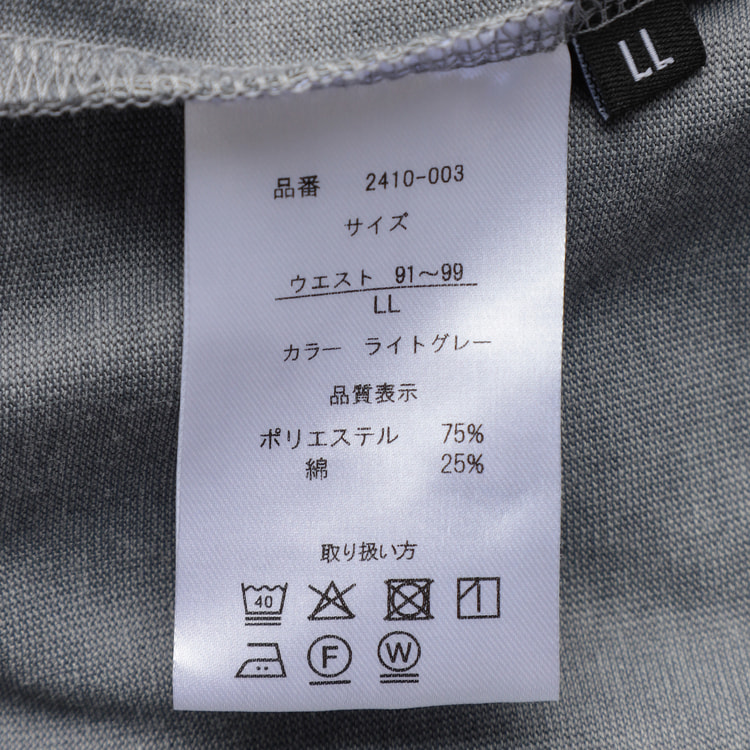 LL
品番 2410-003
サイズ
ウエスト 91～99
LL
カラー ライトグレー
品質表示
ポリエステル 75%
綿 25%
取り扱い方
40
F W